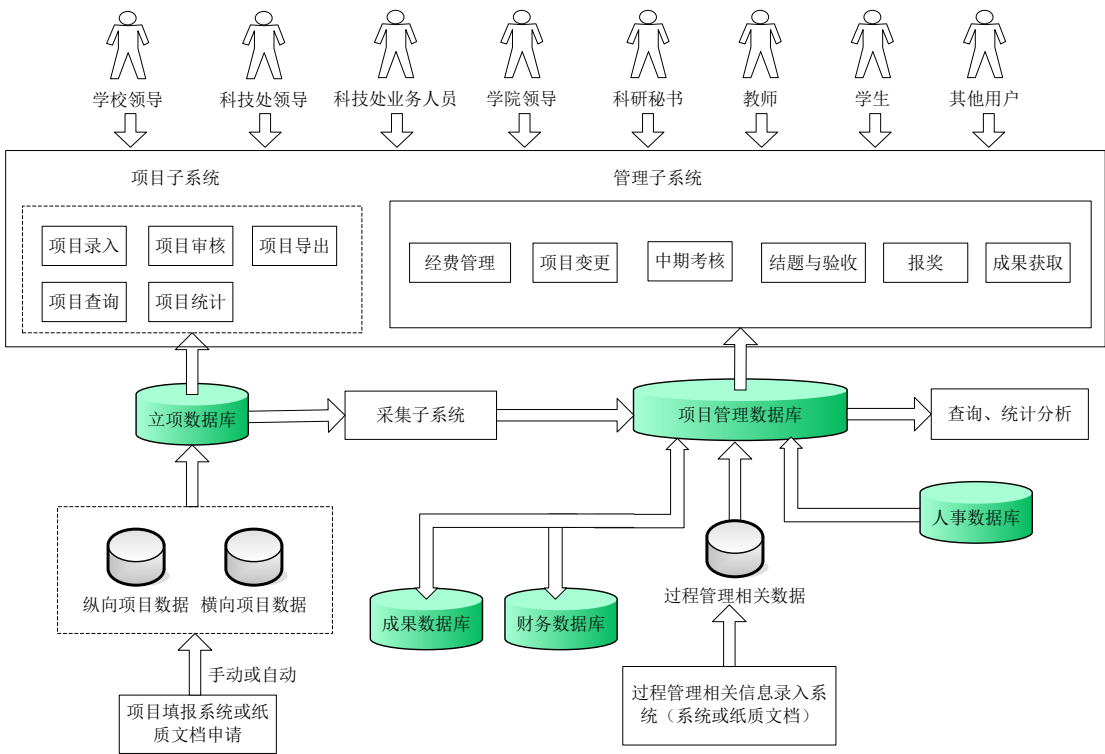 学校领导
科技处领导
科技处业务人员
学院领导
科研秘书
教师
学生
其他用户
项目子系统
管理子系统
项目录入
项目审核
项目导出
项目查询
项目统计
经费管理
项目变更
中期考核
结题与验收
报奖
成果获取
立项数据库
采集子系统
项目管理数据库
查询、统计分析
人事数据库
纵向项目数据
横向项目数据
成果数据库
财务数据库
过程管理相关数据
手动或自动
项目填报系统或纸
质文档申请
过程管理相关信息录入系
统（系统或纸质文档）